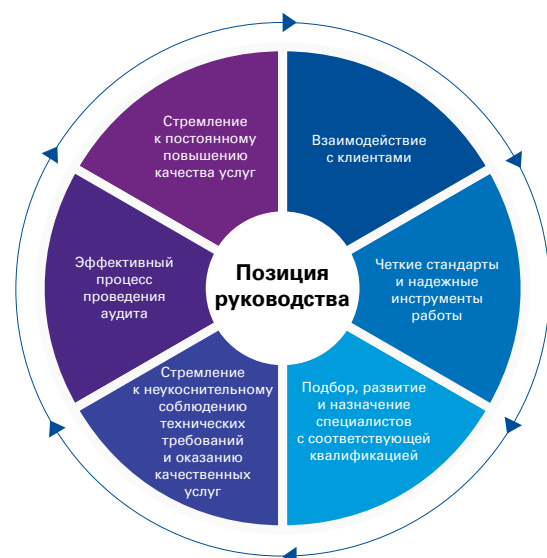 Стремление
к постоянному
повышению
качества услуг
Взаимодействие
с клиентами
Эффективный
процесс
проведения
аудита
Позиция
руководства
Четкие стандарты
и надежные
инструменты
работы
Стремление
к неукоснительному
соблюдению
технических
требований
и оказанию
качественных
услуг
Подбор, развитие
и назначение
специалистов
с соответствующей
квалификацией